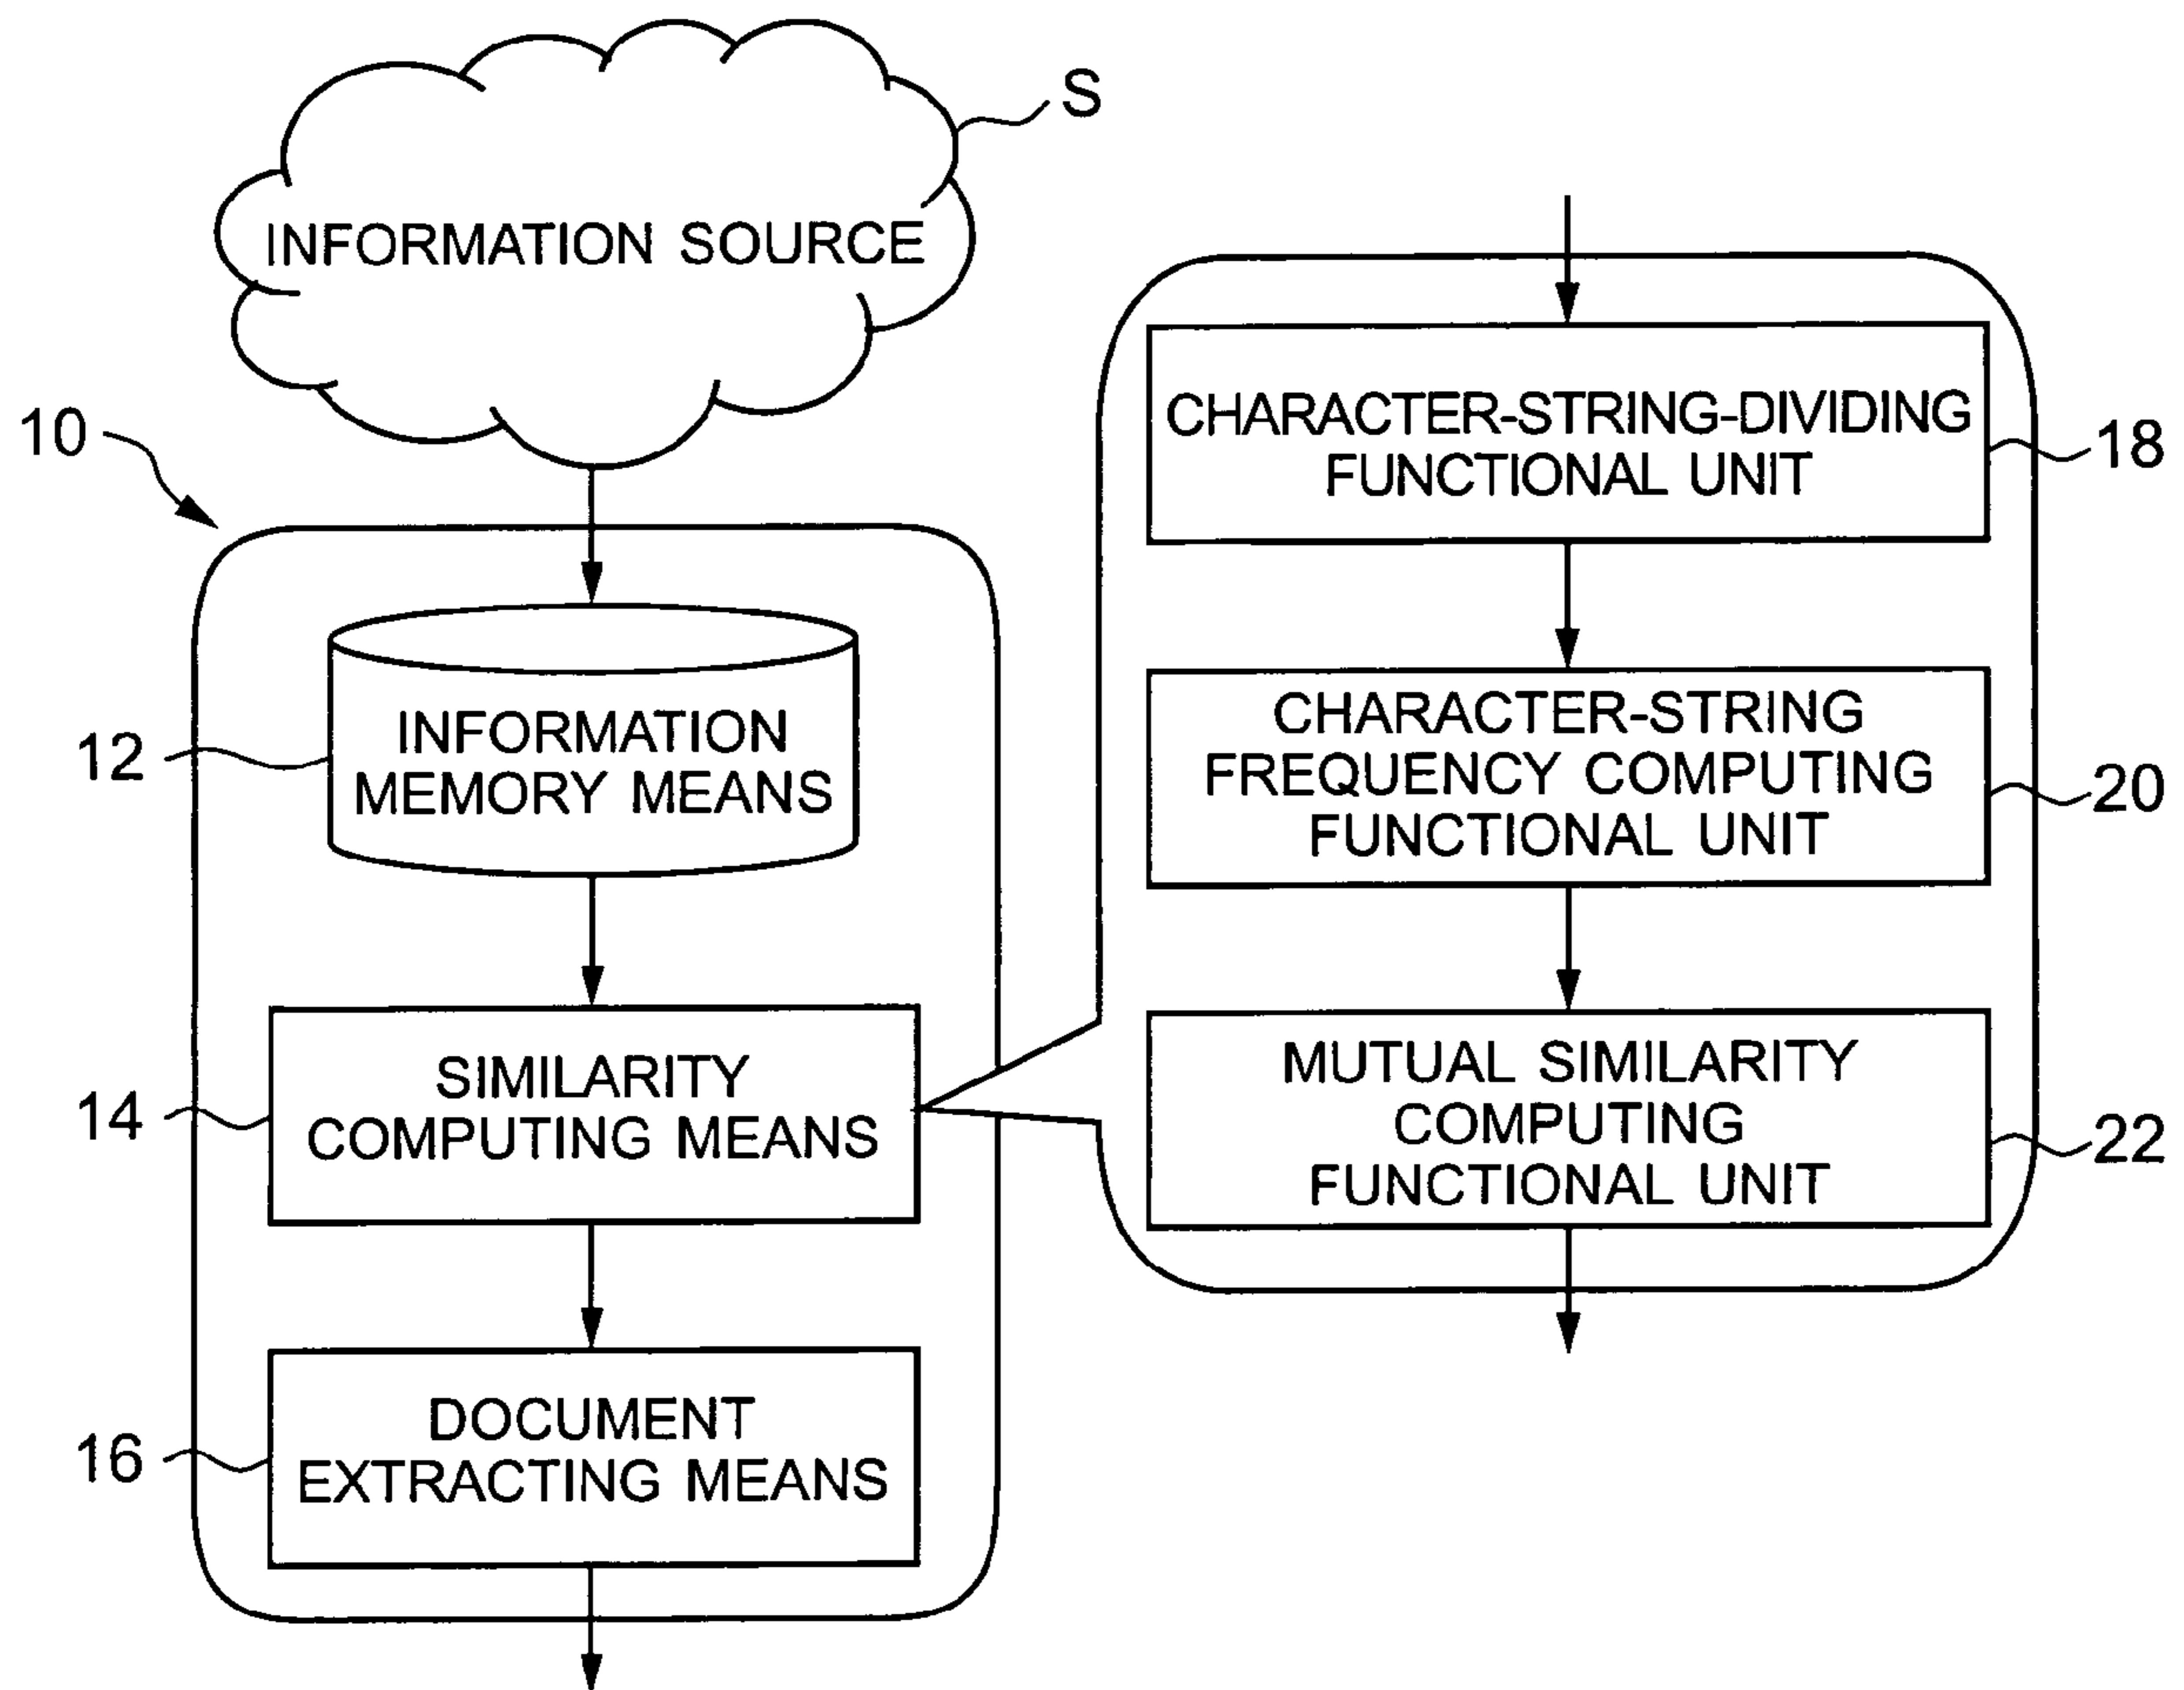 S
INFORMATION SOURCE
10
12
INFORMATION
MEMORY MEANS
14
SIMILARITY
COMPUTING MEANS
16
DOCUMENT
EXTRACTING MEANS
CHARACTER-STRING-DIVIDING
FUNCTIONAL UNIT
18
CHARACTER-STRING
FREQUENCY COMPUTING
FUNCTIONAL UNIT
20
MUTUAL SIMILARITY
COMPUTING
FUNCTIONAL UNIT
22